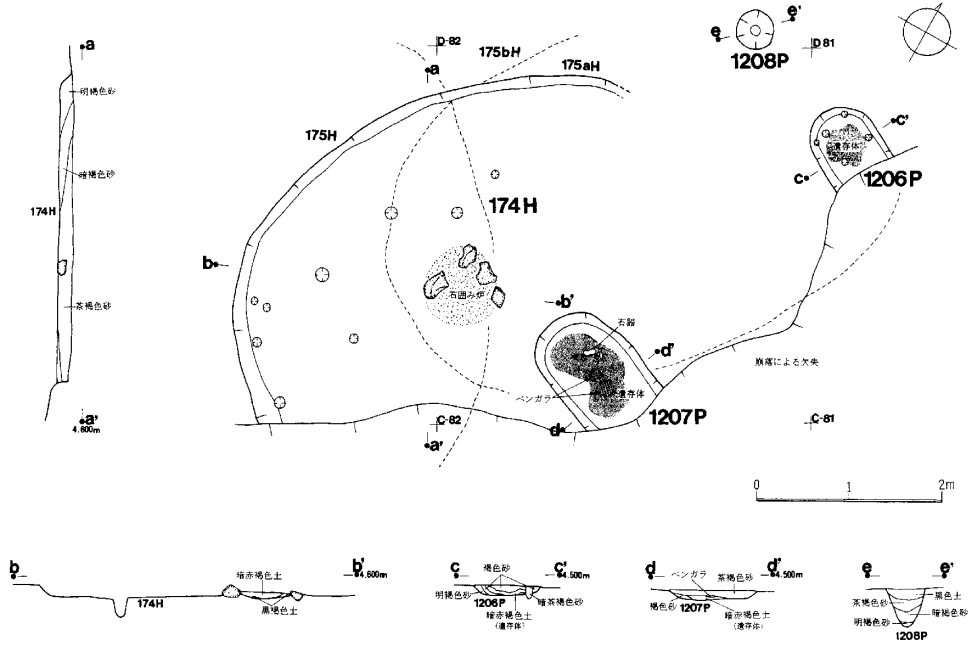 a
明褐色砂
暗褐色砂
174H
茶褐色砂
a'
4.600m
D-82
a
175bH
175aH
175H
174H
b
石囲み炉
b'
石器
d'
ベンガラ
遺存体
1207P
d
C-82
a'
e
e'
1208P
D-81
c'
遺存体
c
1206P
崩落による欠失
C-81
0
1
2m
b
b'
4.600m
暗赤褐色土
174H
黒褐色土
c
c'
4.500m
褐色砂
明褐色砂
1206P
暗茶褐色砂
暗赤褐色土
(遺存体)
d
d'
4.500m
ベンガラ
茶褐色砂
褐色砂
1207P
暗赤褐色土
(遺存体)
e
e'
黒色土
茶褐色砂
暗褐色砂
明褐色砂
1208P